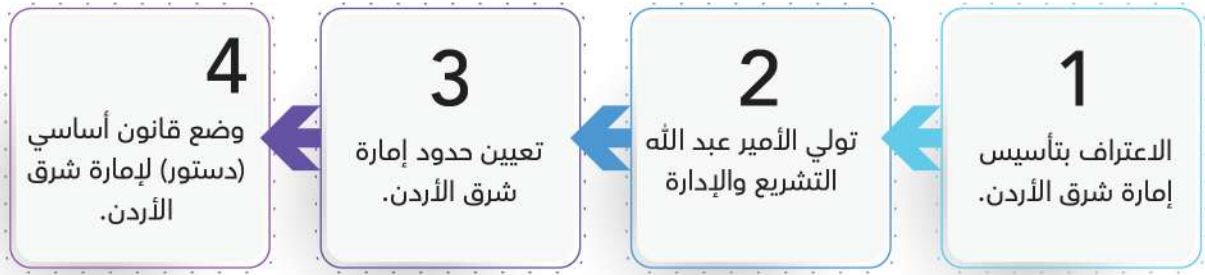 1
الاعتراف بتأسيس
إمارة شرق الأردن.
2
تولي الأمير عبد الله
التشريع والإدارة
3
تعيين حدود إمارة
شرق الأردن.
4
وضع قانون أساسي
(دستور) لإمارة شرق
الأردن.